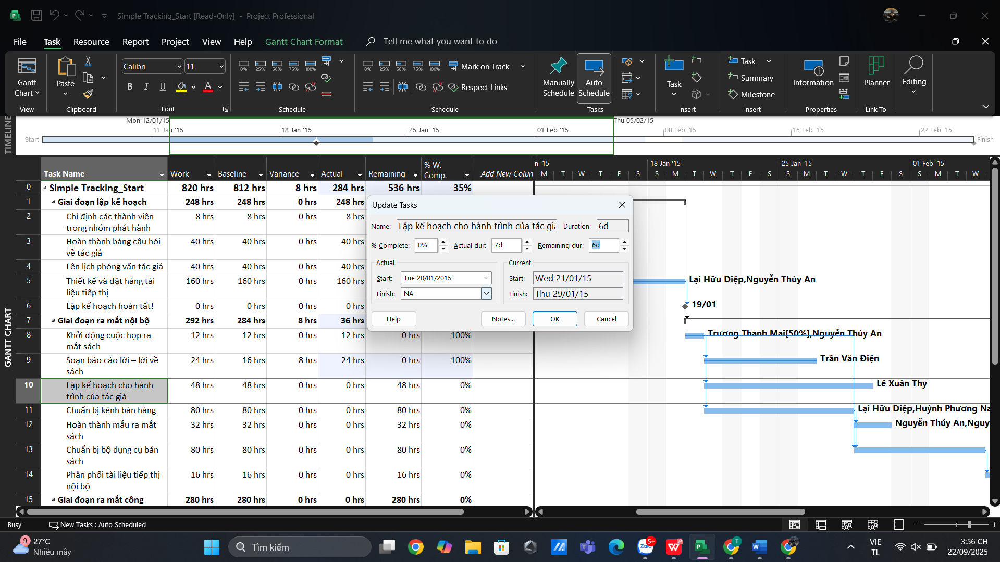 Simple Tracking_Start [Read-Only] - Project Professional
File Task Resource Report Project View Help Gantt Chart Format Tell me what you want to do
Gantt Chart
View
Paste
Clipboard
Calibri 11
B I U A
Font
0% 25% 50% 75% 100%
Schedule
0% 25% 50% 75% 100% Mark on Track
Respect Links
Schedule
Manually Schedule
Auto Schedule
Tasks
Task
Insert
Task
Summary
Milestone
Insert
Information
Properties
Planner
Link To
Editing
TIMELINE
Mon 12/01/15 Thu 05/02/15
11 Jan '15 18 Jan '15 25 Jan '15 01 Feb '15 08 Feb '15 15 Feb '15 22 Feb '15
Start Finish
GANTT CHART
Task Name Work Baseline Variance Actual Remaining % W. Comp. Add New Colun
n '15 18 Jan '15 25 Jan '15 01 Feb '15
M T W T F S S M T W T F S S M T W T F S S M T W
0 Simple Tracking_Start 820 hrs 812 hrs 8 hrs 284 hrs 536 hrs 35%
1 Giai đoạn lập kế hoạch 248 hrs 248 hrs 0 hrs 248 hrs
2 Chỉ định các thành viên 8 hrs 8 hrs 0 hrs 8 hrs
trong nhóm phát hành
3 Hoàn thành bảng câu hỏi 40 hrs 40 hrs 0 hrs 40 hrs
về tác giả
4 Lên lịch phỏng vấn tác giả 40 hrs 40 hrs 0 hrs 40 hrs
5 Thiết kế và đặt hàng tài 160 hrs 160 hrs 0 hrs 160 hrs
liệu tiếp thị
6 Lập kế hoạch hoàn tất! 0 hrs 0 hrs 0 hrs 0 hrs
7 Giai đoạn ra mắt nội bộ 292 hrs 284 hrs 8 hrs 36 hrs
8 Khởi động cuộc họp ra 12 hrs 12 hrs 0 hrs 12 hrs 0 hrs 100%
mắt sách
9 Soạn báo cáo lời – lời về 24 hrs 16 hrs 8 hrs 24 hrs 0 hrs 100%
sách
10 Lập kế hoạch cho hành 48 hrs 48 hrs 0 hrs 0 hrs 48 hrs 0%
trình của tác giả
11 Chuẩn bị kênh bán hàng 80 hrs 80 hrs 0 hrs 0 hrs 80 hrs 0%
12 Hoàn thành mẫu ra mắt 32 hrs 32 hrs 0 hrs 0 hrs 32 hrs 0%
sách
13 Chuẩn bị bộ dụng cụ bán 80 hrs 80 hrs 0 hrs 0 hrs 80 hrs 0%
sách
14 Phân phối tài liệu tiếp thị 16 hrs 16 hrs 0 hrs 0 hrs 16 hrs 0%
nội bộ
15 Giai đoạn ra mắt công 280 hrs 280 hrs 0 hrs 0 hrs 280 hrs 0%
Update Tasks
Name: Lập kế hoạch cho hành trình của tác giả Duration: 6d
% Complete: 0% Actual dur: 7d Remaining dur: 6d
Actual Current
Start: Tue 20/01/2015 Start: Wed 21/01/15
Finish: NA Finish: Thu 29/01/15
Help Notes... OK Cancel
Lại Hữu Diệp,Nguyễn Thúy An
19/01
Trương Thanh Mai[50%],Nguyễn Thúy An
Trần Văn Điện
Lê Xuân Thy
Lại Hữu Diệp,Huỳnh Phương Na
Nguyễn Thúy An,Nguy
Busy New Tasks : Auto Scheduled
9 27°C
Nhiều mây
Tìm kiếm
Zalo 5+
T
VIE
TL
3:56 CH
22/09/2025